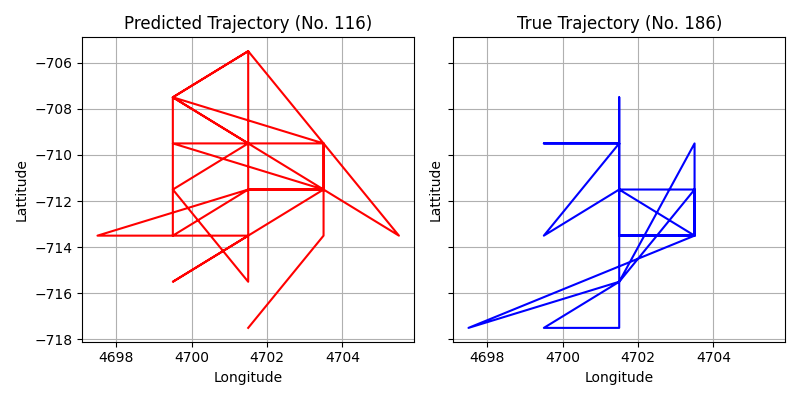 Predicted Trajectory (No. 116)
True Trajectory (No. 186)
Lattitude
−706
−708
−710
−712
−714
−716
−718
4698
4700
4702
4704
Longitude
Lattitude
4698
4700
4702
4704
Longitude